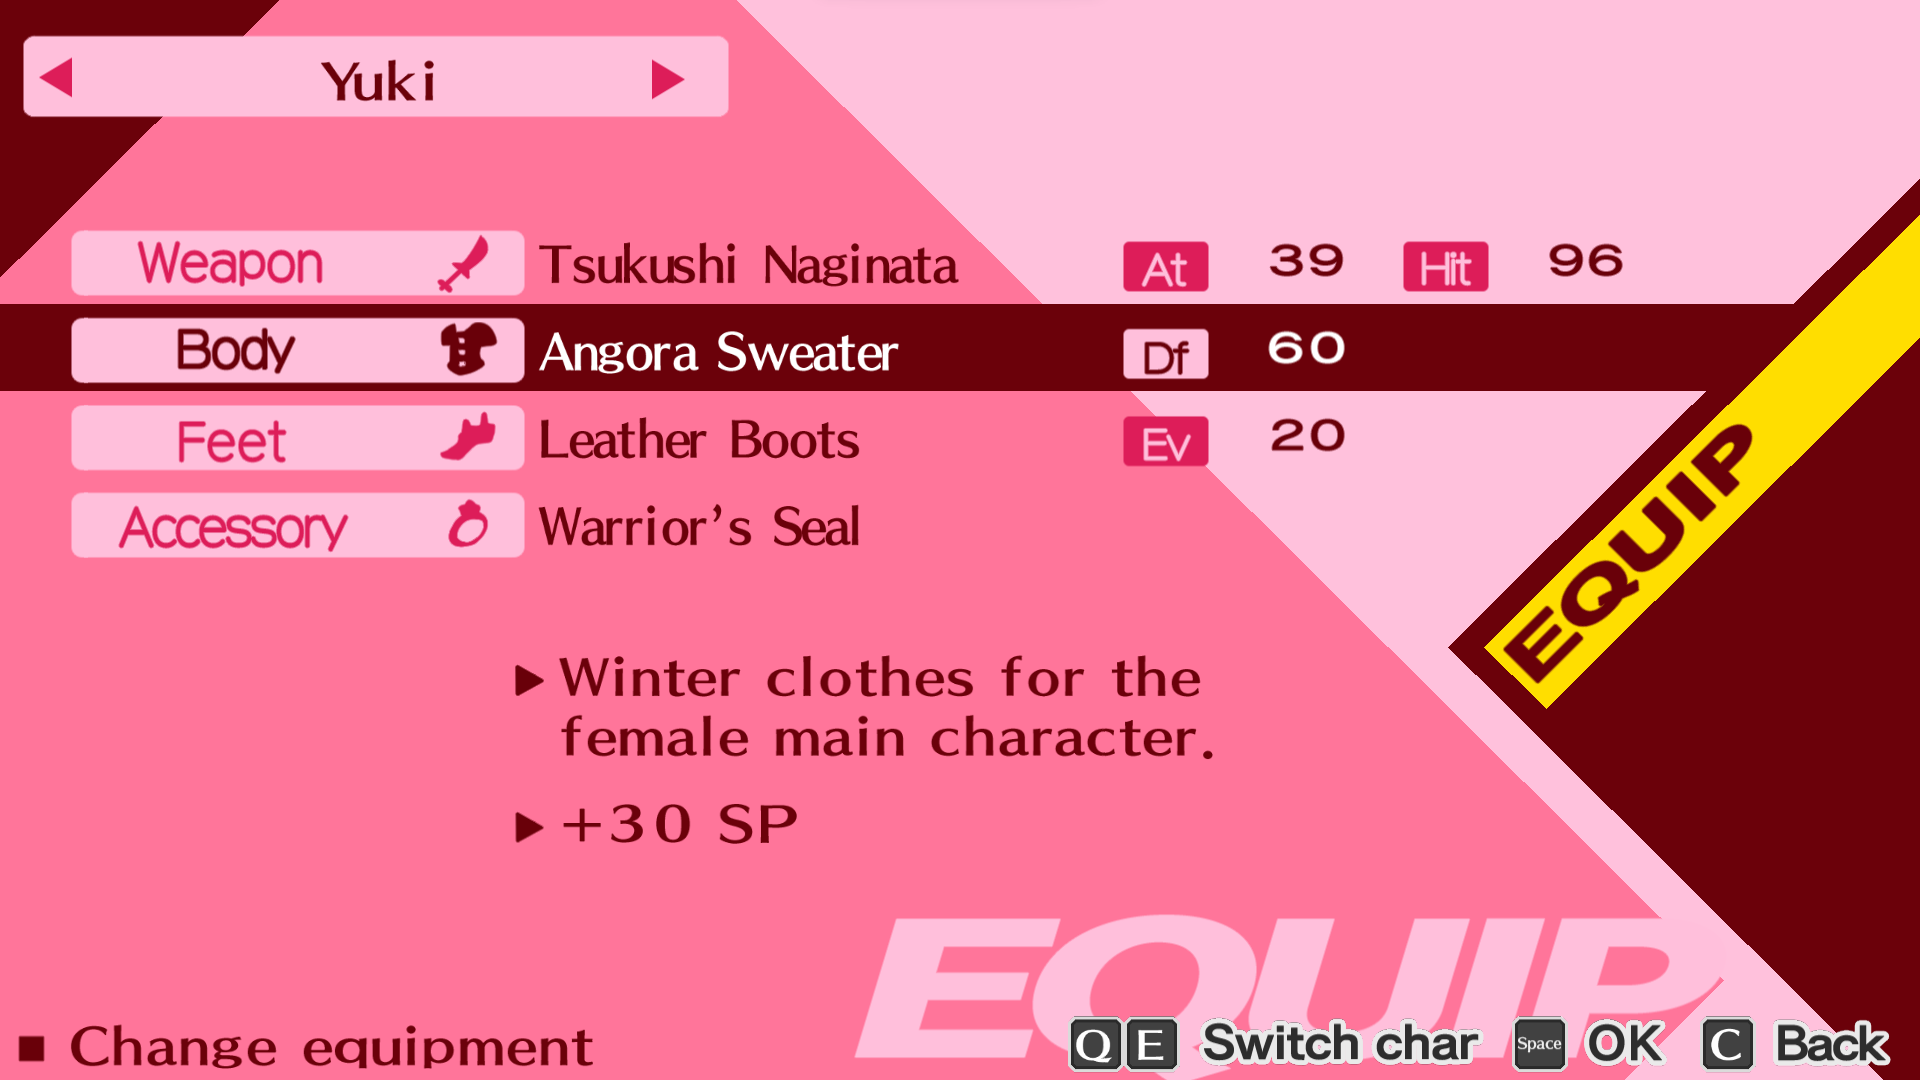 Yuki
Weapon Tsukushi Naginata At 39 Hit 96
Body Angora Sweater Df 60
Feet Leather Boots Ev 20
Accessory Warrior's Seal
EQUIP
Winter clothes for the
female main character.
+30 SP
EQUIP
Change equipment
Q E Switch char Space OK C Back